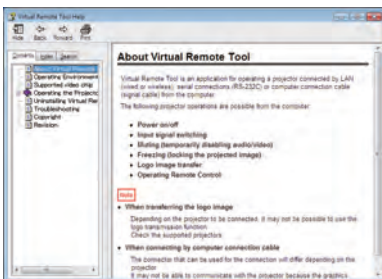 Virtual Remote Tool Help
Hide Back Forward Print
Contents Index Search
About Virtual Remote
Operating Environment
Supported video chip
Operating the Projecto
Uninstalling Virtual Rer
Troubleshooting
Copyright
Revision
About Virtual Remote Tool
Virtual Remote Tool is an application for operating a projector connected by LAN
(wired or wireless), serial connections (RS-232C) or computer connection cable
(signal cable) from the computer.
The following projector operations are possible from the computer.
• Power on/off
• Input signal switching
• Muting (temporarily disabling audio/video)
• Freezing (locking the projected image)
• Logo image transfer
• Operating Remote Control
Note
• When transferring the logo image
Depending on the projector to be connected, it may not be possible to use the
logo transmission function.
Check the supported projectors.
• When connecting by computer connection cable
The connector that can be used for the connection will differ depending on the
projector.
It may not be able to communicate with the projector because the graphics